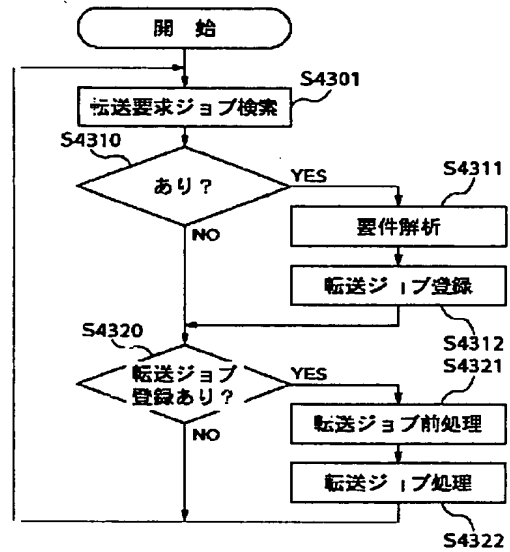 開 始
S4301
転送要求ジョブ検索
S4310
あり？
YES
S4311
要件解析
NO
転送ジョブ登録
S4312
S4320
転送ジョブ
登録あり？
YES
S4321
転送ジョブ前処理
NO
転送ジョブ処理
S4322